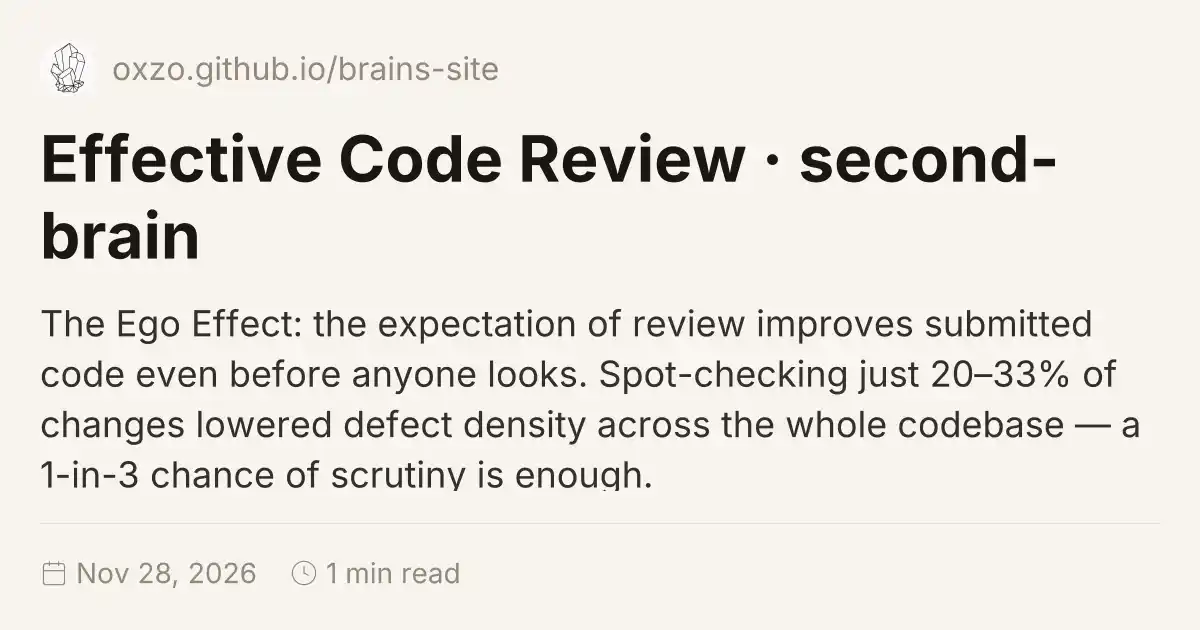 oxzo.github.io/brains-site
Effective Code Review · second-
brain
The Ego Effect: the expectation of review improves submitted
code even before anyone looks. Spot-checking just 20–33% of
changes lowered defect density across the whole codebase — a
1-in-3 chance of scrutiny is enough.
Nov 28, 2026 1 min read